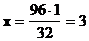 x = 96·1/32 = 3